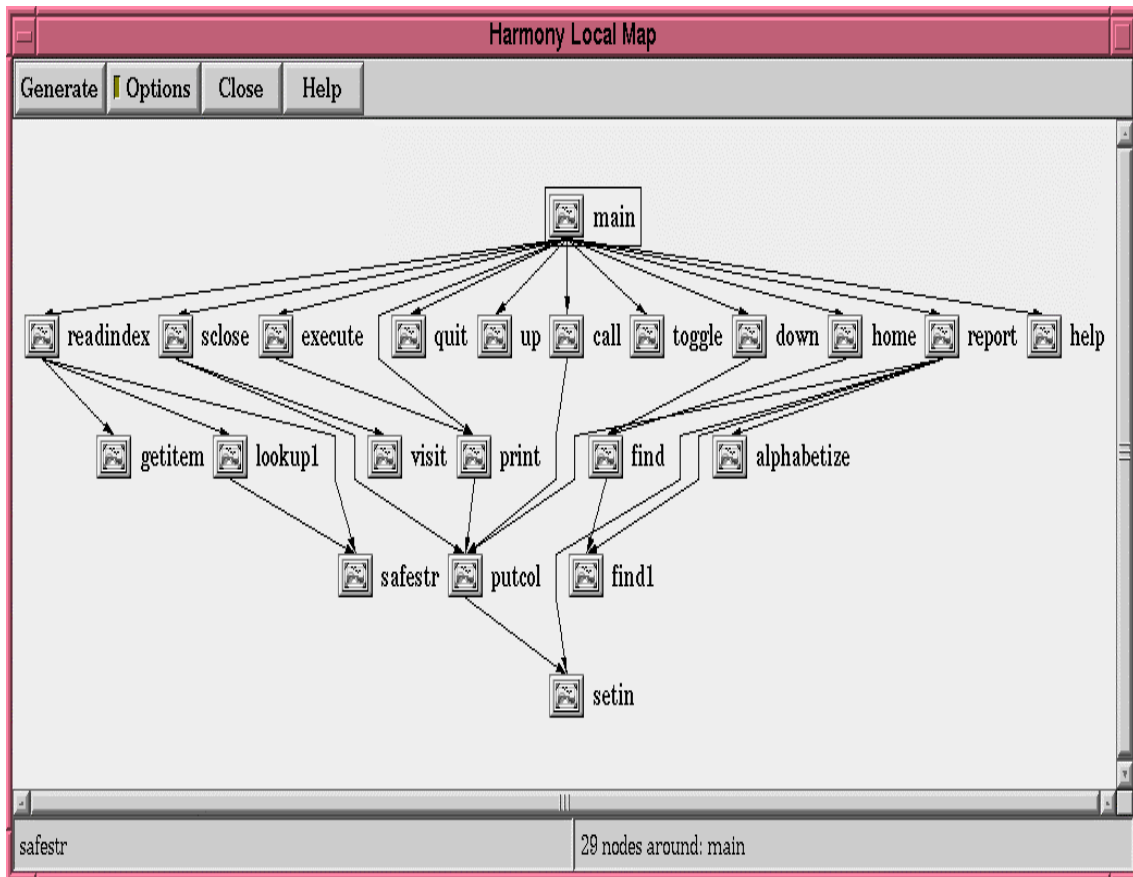 Harmony Local Map
Generate Options Close Help
main
readindex sclose execute quit up call toggle down home report help
getitem lookup1 visit print find alphabetize
safestr putcol find1
setin
safestr 29 nodes around: main